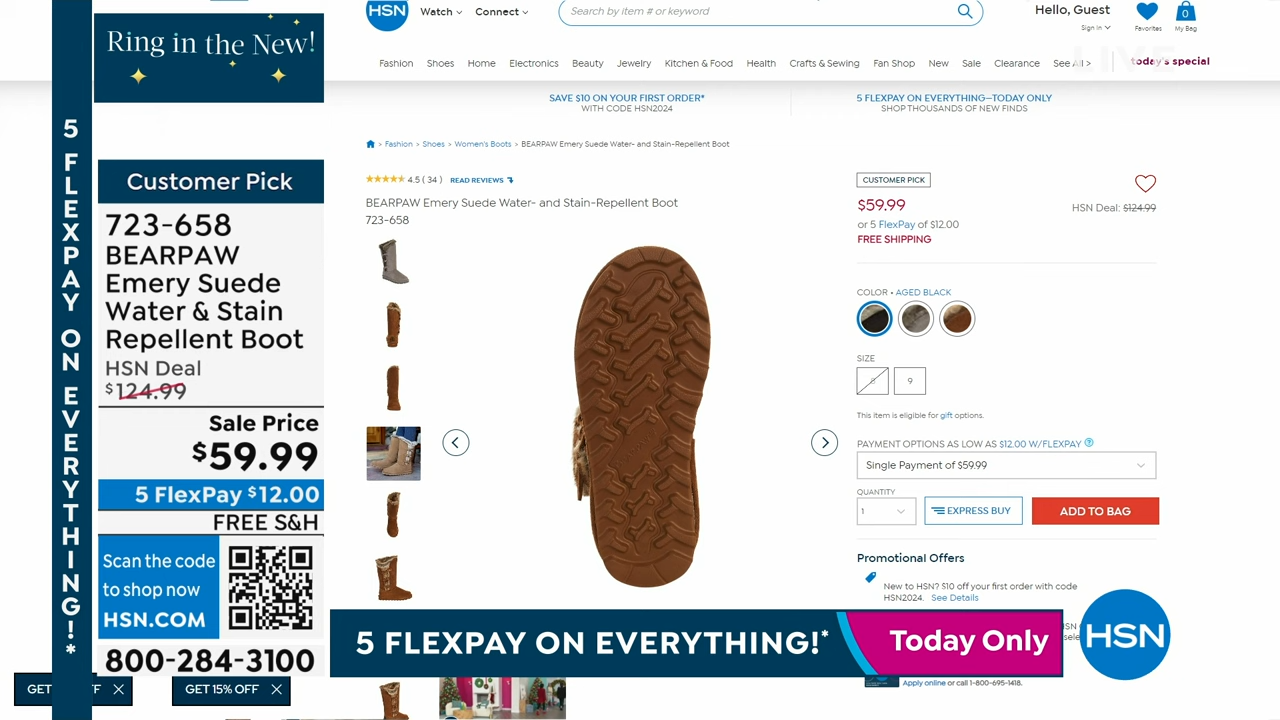 Ring in the New!
5 FLEXPAY ON EVERYTHING!*
Customer Pick
723-658
BEARPAW
Emery Suede
Water & Stain
Repellent Boot
HSN Deal
$124.99
Sale Price
$59.99
5 FlexPay $12.00
FREE S&H
Scan the code
to shop now
HSN.COM
800-284-3100
GET
FF
GET 15% OFF
HSN
Watch
Connect
Search by item # or keyword
Hello, Guest
Sign In
Favorites
0
My Bag
LIVE
Fashion Shoes Home Electronics Beauty Jewelry Kitchen & Food Health Crafts & Sewing Fan Shop New Sale Clearance See All >
today's special
SAVE $10 ON YOUR FIRST ORDER*
WITH CODE HSN2024
5 FLEXPAY ON EVERYTHING—TODAY ONLY
SHOP THOUSANDS OF NEW FINDS
> Fashion > Shoes > Women's Boots > BEARPAW Emery Suede Water- and Stain-Repellent Boot
4.5 ( 34 ) READ REVIEWS
BEARPAW Emery Suede Water- and Stain-Repellent Boot
723-658
CUSTOMER PICK
$59.99
HSN Deal: $124.99
or 5 FlexPay of $12.00
FREE SHIPPING
COLOR • AGED BLACK
SIZE
9
This item is eligible for gift options.
PAYMENT OPTIONS AS LOW AS $12.00 W/FLEXPAY
Single Payment of $59.99
QUANTITY
1
EXPRESS BUY
ADD TO BAG
Promotional Offers
New to HSN? $10 off your first order with code
HSN2024. See Details
5 FLEXPAY ON EVERYTHING!*
Today Only
HSN
Apply online or call 1-800-695-1418.